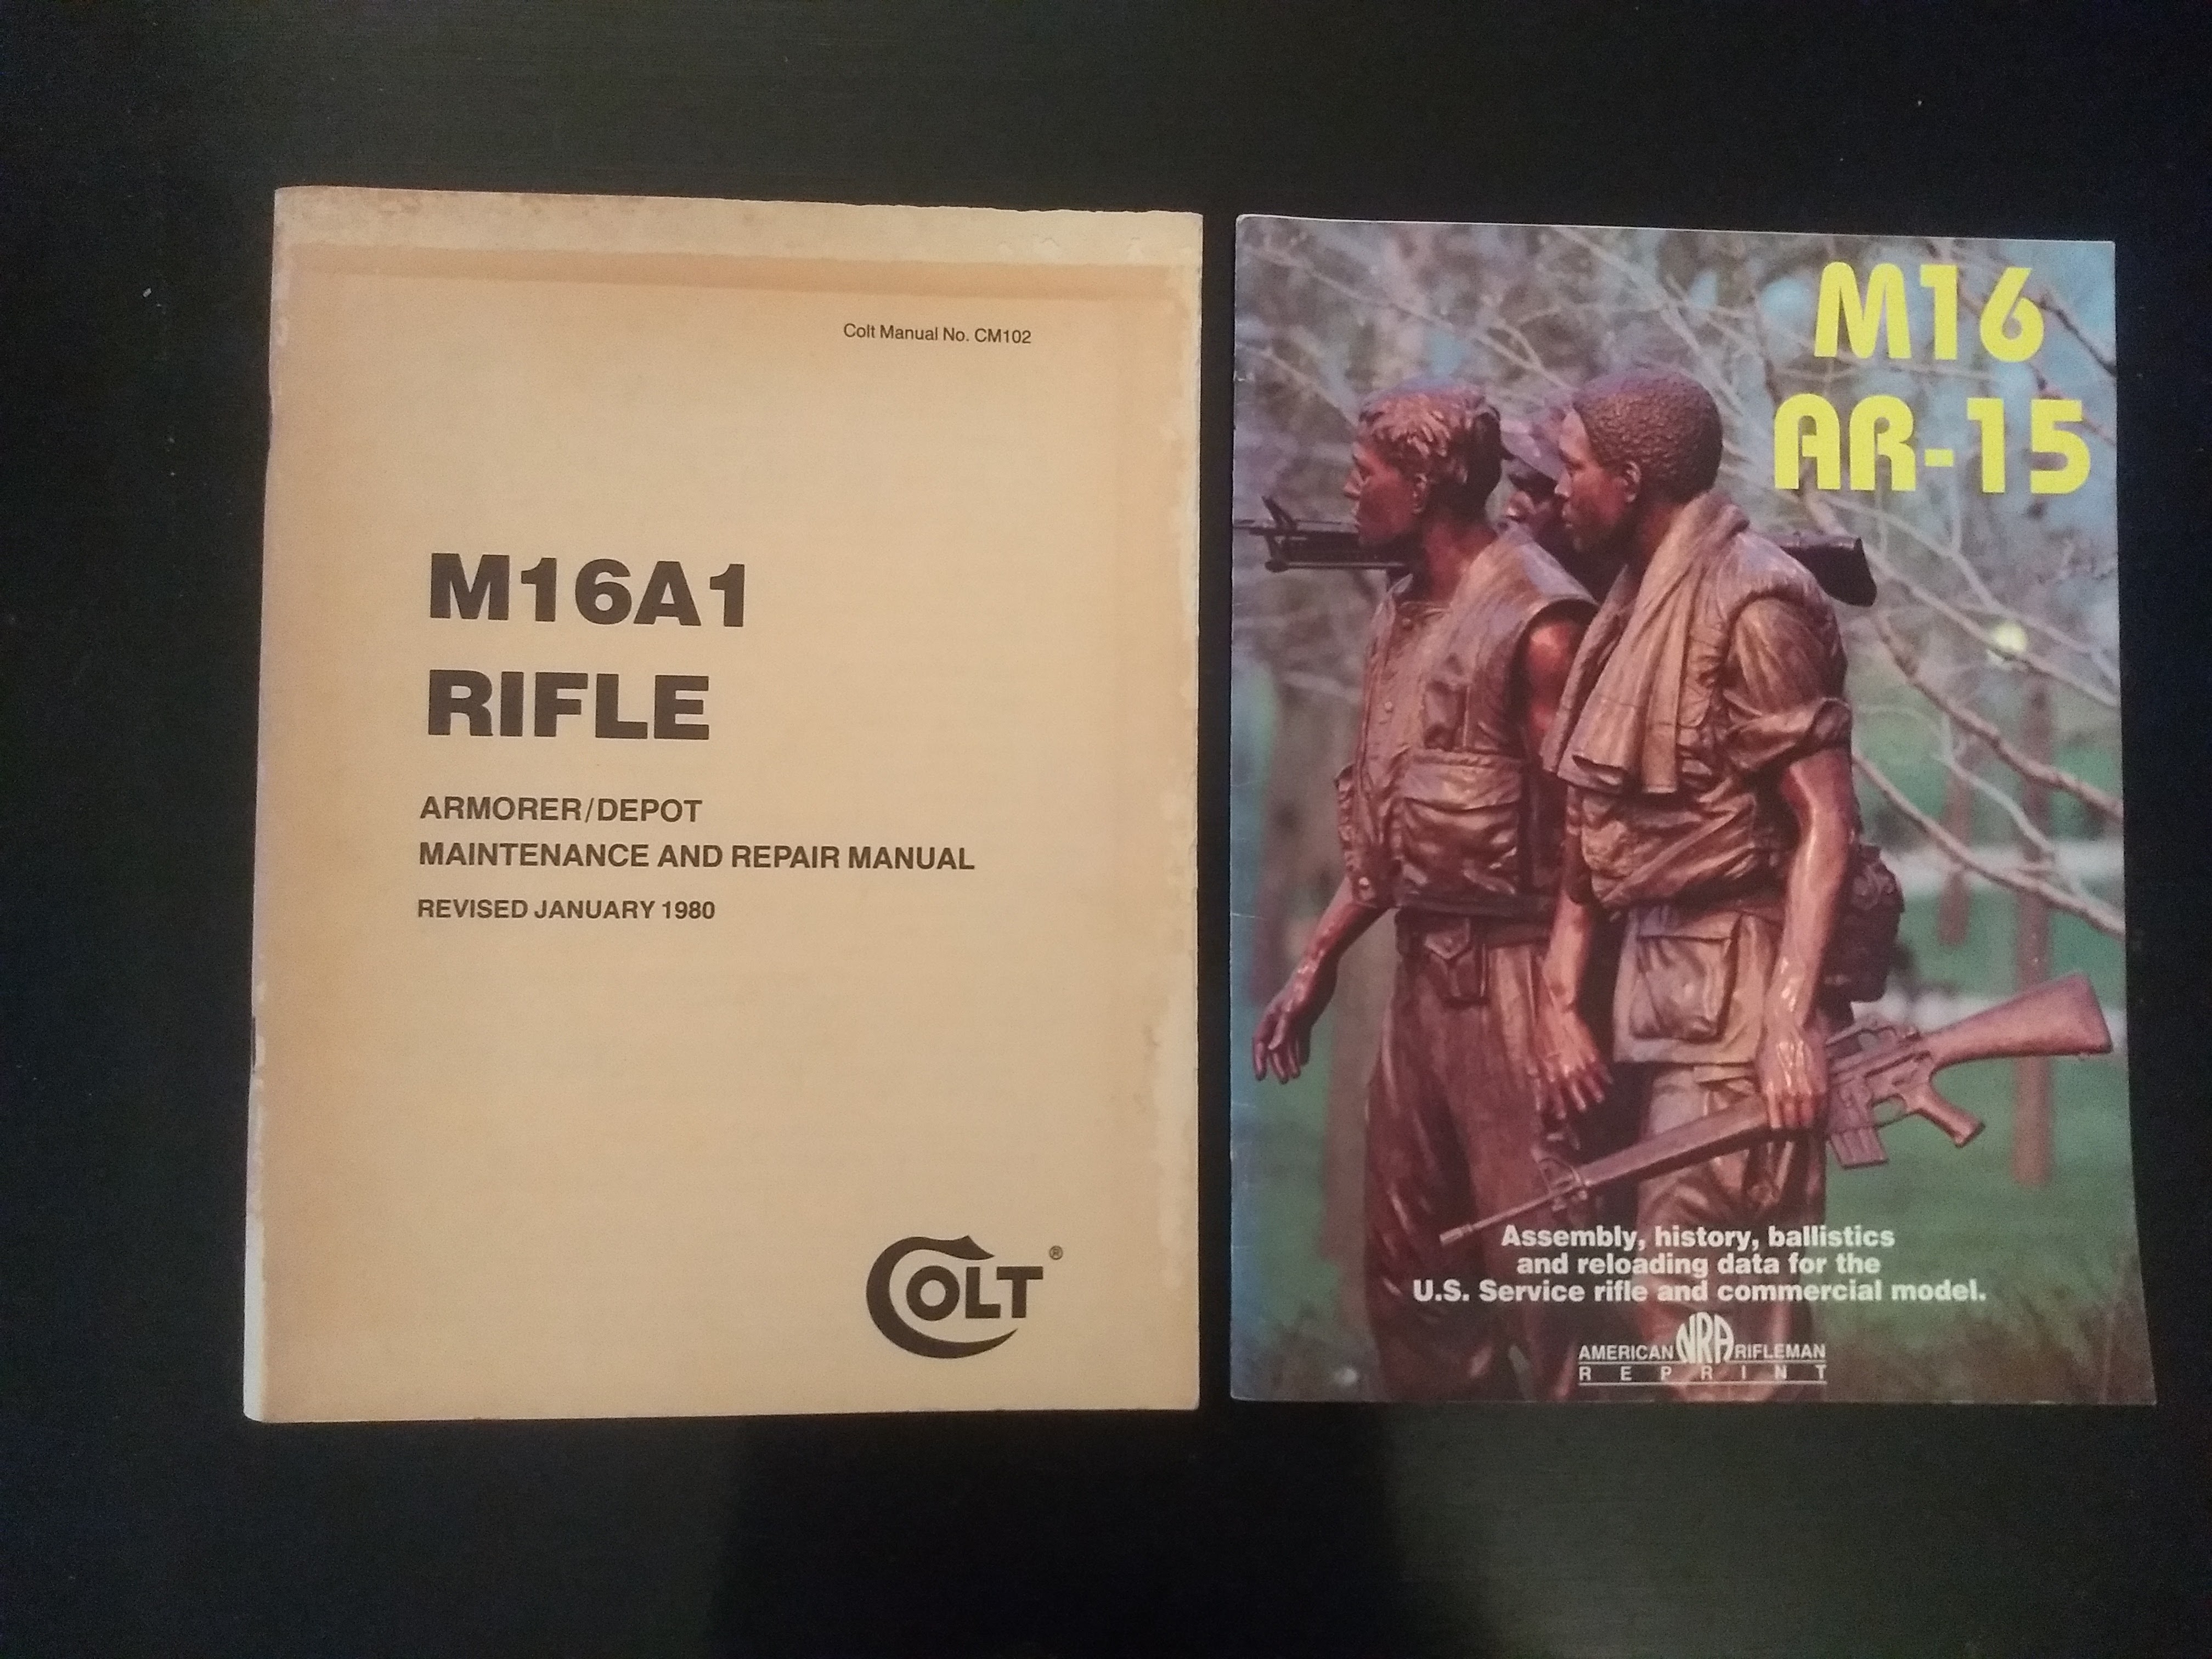 Colt Manual No. CM102
M16A1
RIFLE
ARMORER/DEPOT
MAINTENANCE AND REPAIR MANUAL
REVISED JANUARY 1980
COLT®
M16
AR-15
Assembly, history, ballistics
and reloading data for the
U.S. Service rifle and commercial model.
AMERICAN NRA RIFLEMAN
REPRINT